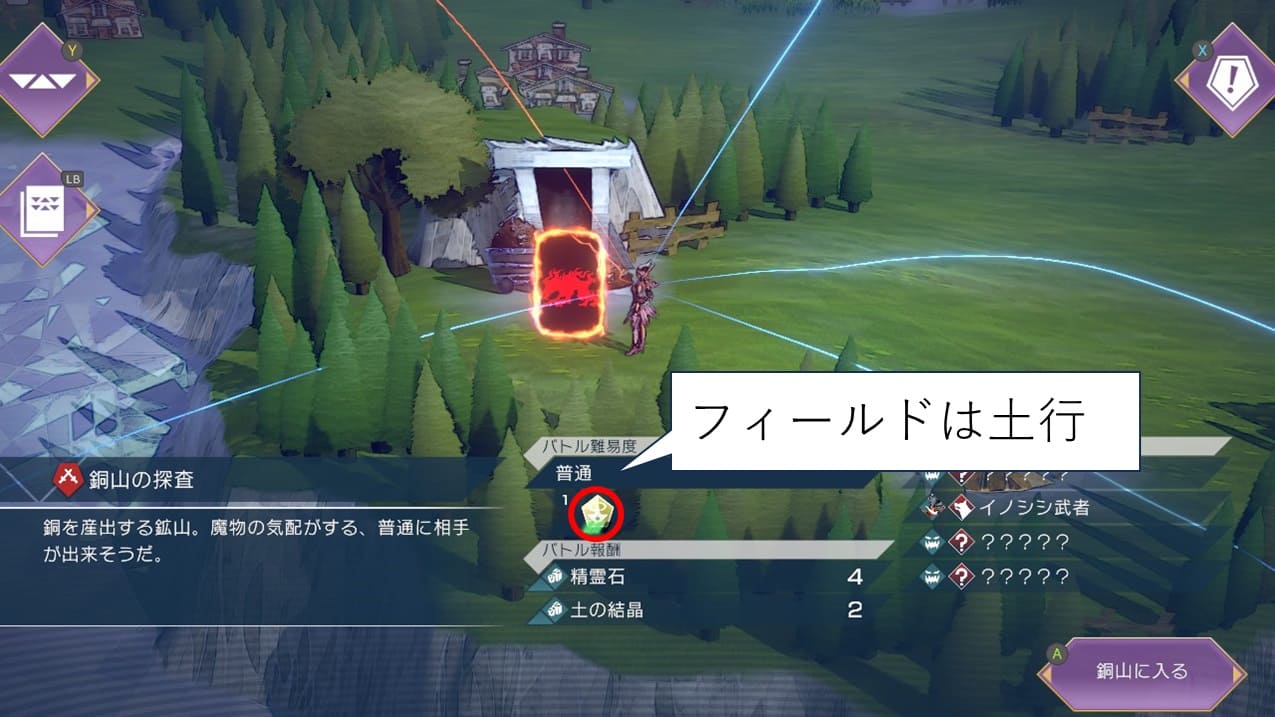 Y
X
LB
フィールドは土行
バトル難易度
普通
1
銅山の探査
銅を産出する鉱山。魔物の気配がする、普通に相手
が出来そうだ。
バトル報酬
精霊石 4
土の結晶 2
イノシシ武者
?????
?????
A
銅山に入る